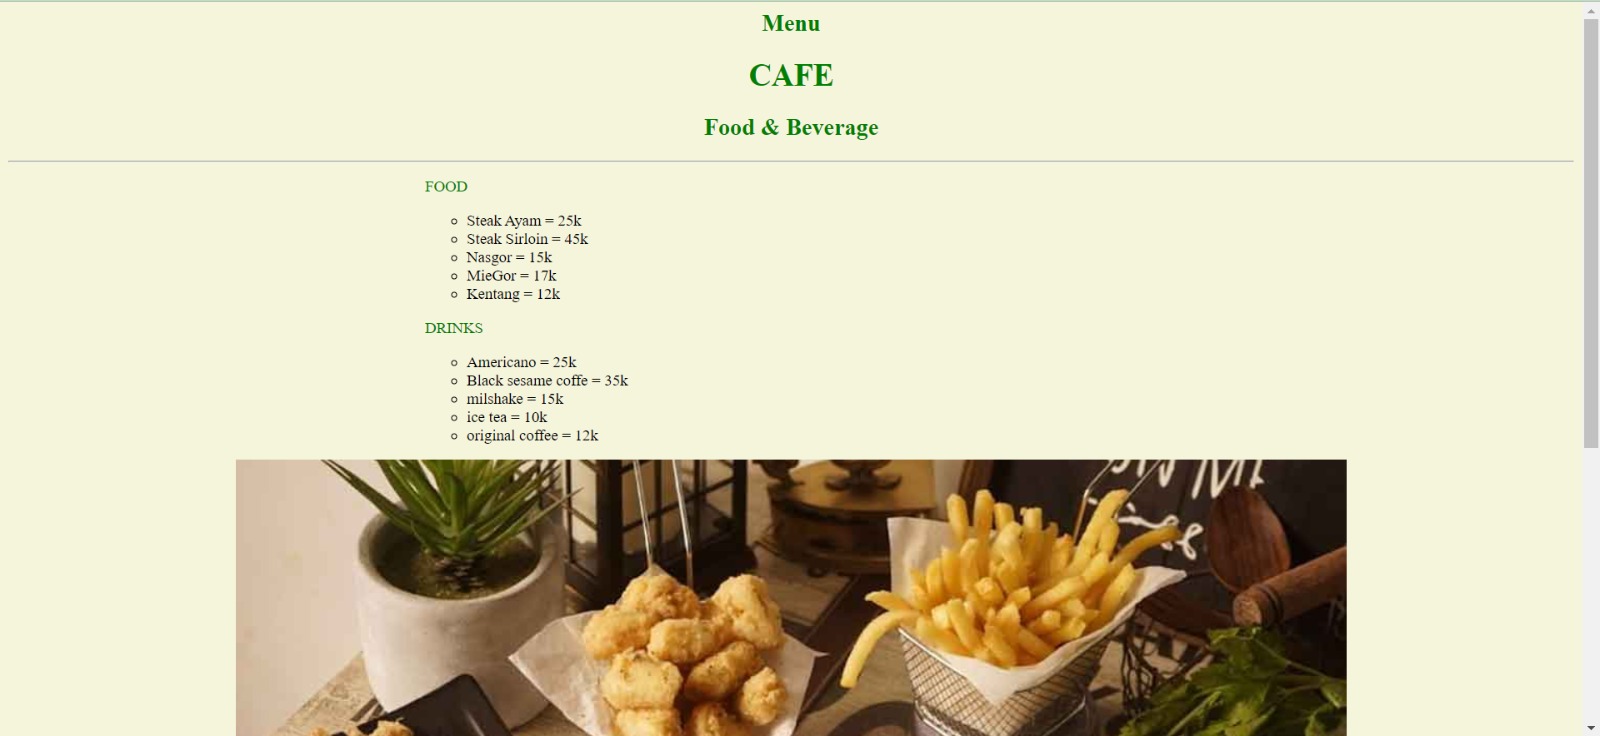 Menu
CAFE
Food & Beverage
FOOD
Steak Ayam = 25k
Steak Sirloin = 45k
Nasgor = 15k
MieGor = 17k
Kentang = 12k
DRINKS
Americano = 25k
Black sesame coffe = 35k
milshake = 15k
ice tea = 10k
original coffee = 12k